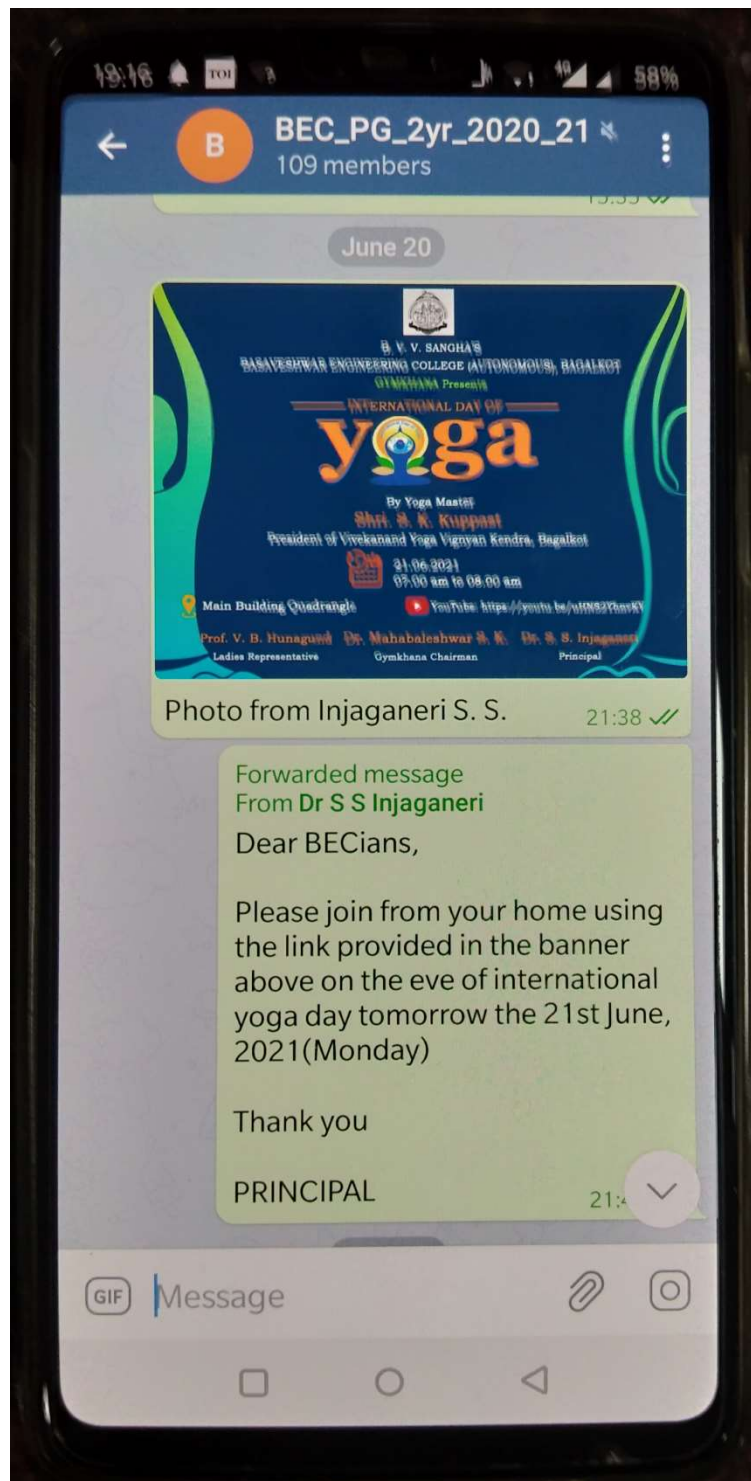 58%
TOI
B
BEC_PG_2yr_2020_21
109 members
June 20
B. V. V. SANGHA'S
BASAVESHWAR ENGINEERING COLLEGE (AUTONOMOUS), BAGALKOT
GYMKHANA Presents
INTERNATIONAL DAY OF
yoga
By Yoga Master
Shri. S. K. Kuppast
President of Vivekanand Yoga Vignyan Kendra, Bagalkot
21.06.2021
07.00 am to 08.00 am
Main Building Quadrangle
YouTube: https://youtu.be/
Prof. V. B. Hunagund Dr. Mahabaleshwar S. K. Dr. S. S. Injaganeri
Ladies Representative Gymkhana Chairman Principal
Photo from Injaganeri S. S. 21:38
Forwarded message
From Dr S S Injaganeri
Dear BECians,
Please join from your home using
the link provided in the banner
above on the eve of international
yoga day tomorrow the 21st June,
2021(Monday)
Thank you
PRINCIPAL
GIF Message